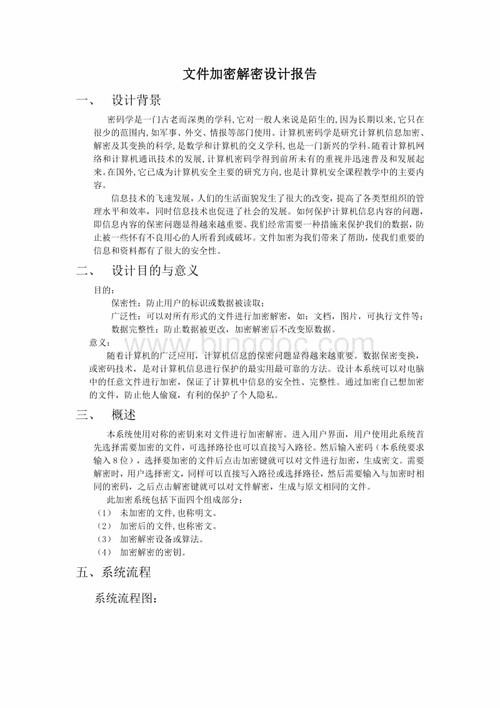 文件加密解密设计报告
一、 设计背景
密码学是一门古老而深奥的学科,它对一般人来说是陌生的,因为长期以来,它只在
很少的范围内,如军事、外交、情报等部门使用。计算机密码学是研究计算机信息加密、
解密及其变换的科学,是数学和计算机的交义学科,也是一门新兴的学科.随着计算机网
络和计算机通讯技术的发展,计算机密码学得到前所未有的重视并迅速普及和发展起
来。在国外,它已成为计算机安全主要的研究方向,也是计算机安全课程教学中的主要内
容。
信息技术的飞速发展,人们的生活面貌发生了很大的改变,提高了各类型组织的管
理水平和效率,同时信息技术也促进了社会的发展。如何保护计算机信息内容的问题,
即信息内容的保密问题显得越来越重要。我们经常需要一种措施来保护我们的数据,防
止被一些怀有不良用心的人所看到或破坏。文件加密为我们带来了帮助,使我们重要的
信息和资料都有了很大的安全性。
二、 设计目的与意义
目的:
保密性:防止用户的标识或数据被读取;
广泛性:可以对所有形式的文件进行加密解密,如:文档,图片,可执行文件等;
数据完整性:防止数据被更改,加密解密后不改变原数据。
意义:
www.bingdoc.com
随着计算机的广泛应用,计算机信息的保密问题显得越来越重要。数据保密变换,
或密码技术,是对计算机信息进行保护的最实用最可靠的方法。设计本系统可以对电脑
中的任意文件进行加密,保证了计算机中信息的安全性、完整性。通过加密自己想加密
的文件,防止他人偷窥,有利的保护了个人隐私。
三、 概述
本系统使用对称的密钥来对文件进行加密解密。进入用户界面,用户使用此系统首
先选择需要加密的文件,可选择路径也可以直接写入路径。然后输入密码(本系统要求
输入8位),选择要加密的文件后点击加密键就可以对文件进行加密,生成密文。需要
解密时,用户选择密文,同样可以直接写入路径或选择路径,然后需要输入与加密时相
同的密码,之后点击解密键就可以对文件解密,生成与原文相同的文件。
此加密系统包括下面四个组成部分:
(1) 未加密的文件,也称明文。
(2) 加密后的文件,也称密文。
(3) 加密解密设备或算法。
(4) 加密解密的密钥。
五、系统流程
系统流程图: